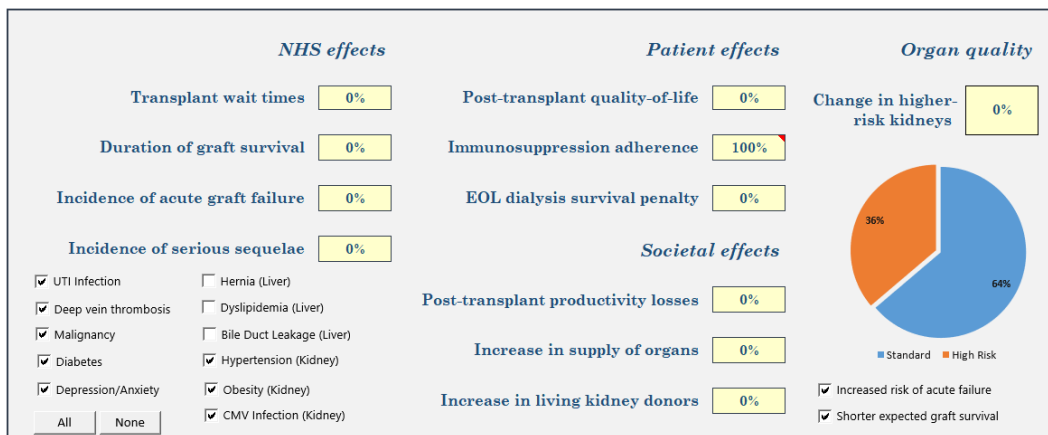 NHS effects
Transplant wait times 0%
Duration of graft survival 0%
Incidence of acute graft failure 0%
Incidence of serious sequelae 0%
UTI Infection
Deep vein thrombosis
Malignancy
Diabetes
Depression/Anxiety
All None
Hernia (Liver)
Dyslipidemia (Liver)
Bile Duct Leakage (Liver)
Hypertension (Kidney)
Obesity (Kidney)
CMV Infection (Kidney)
Patient effects
Post-transplant quality-of-life 0%
Immunosuppression adherence 100%
EOL dialysis survival penalty 0%
Societal effects
Post-transplant productivity losses 0%
Increase in supply of organs 0%
Increase in living kidney donors 0%
Organ quality
Change in higher-
risk kidneys 0%
36%
64%
Standard High Risk
Increased risk of acute failure
Shorter expected graft survival